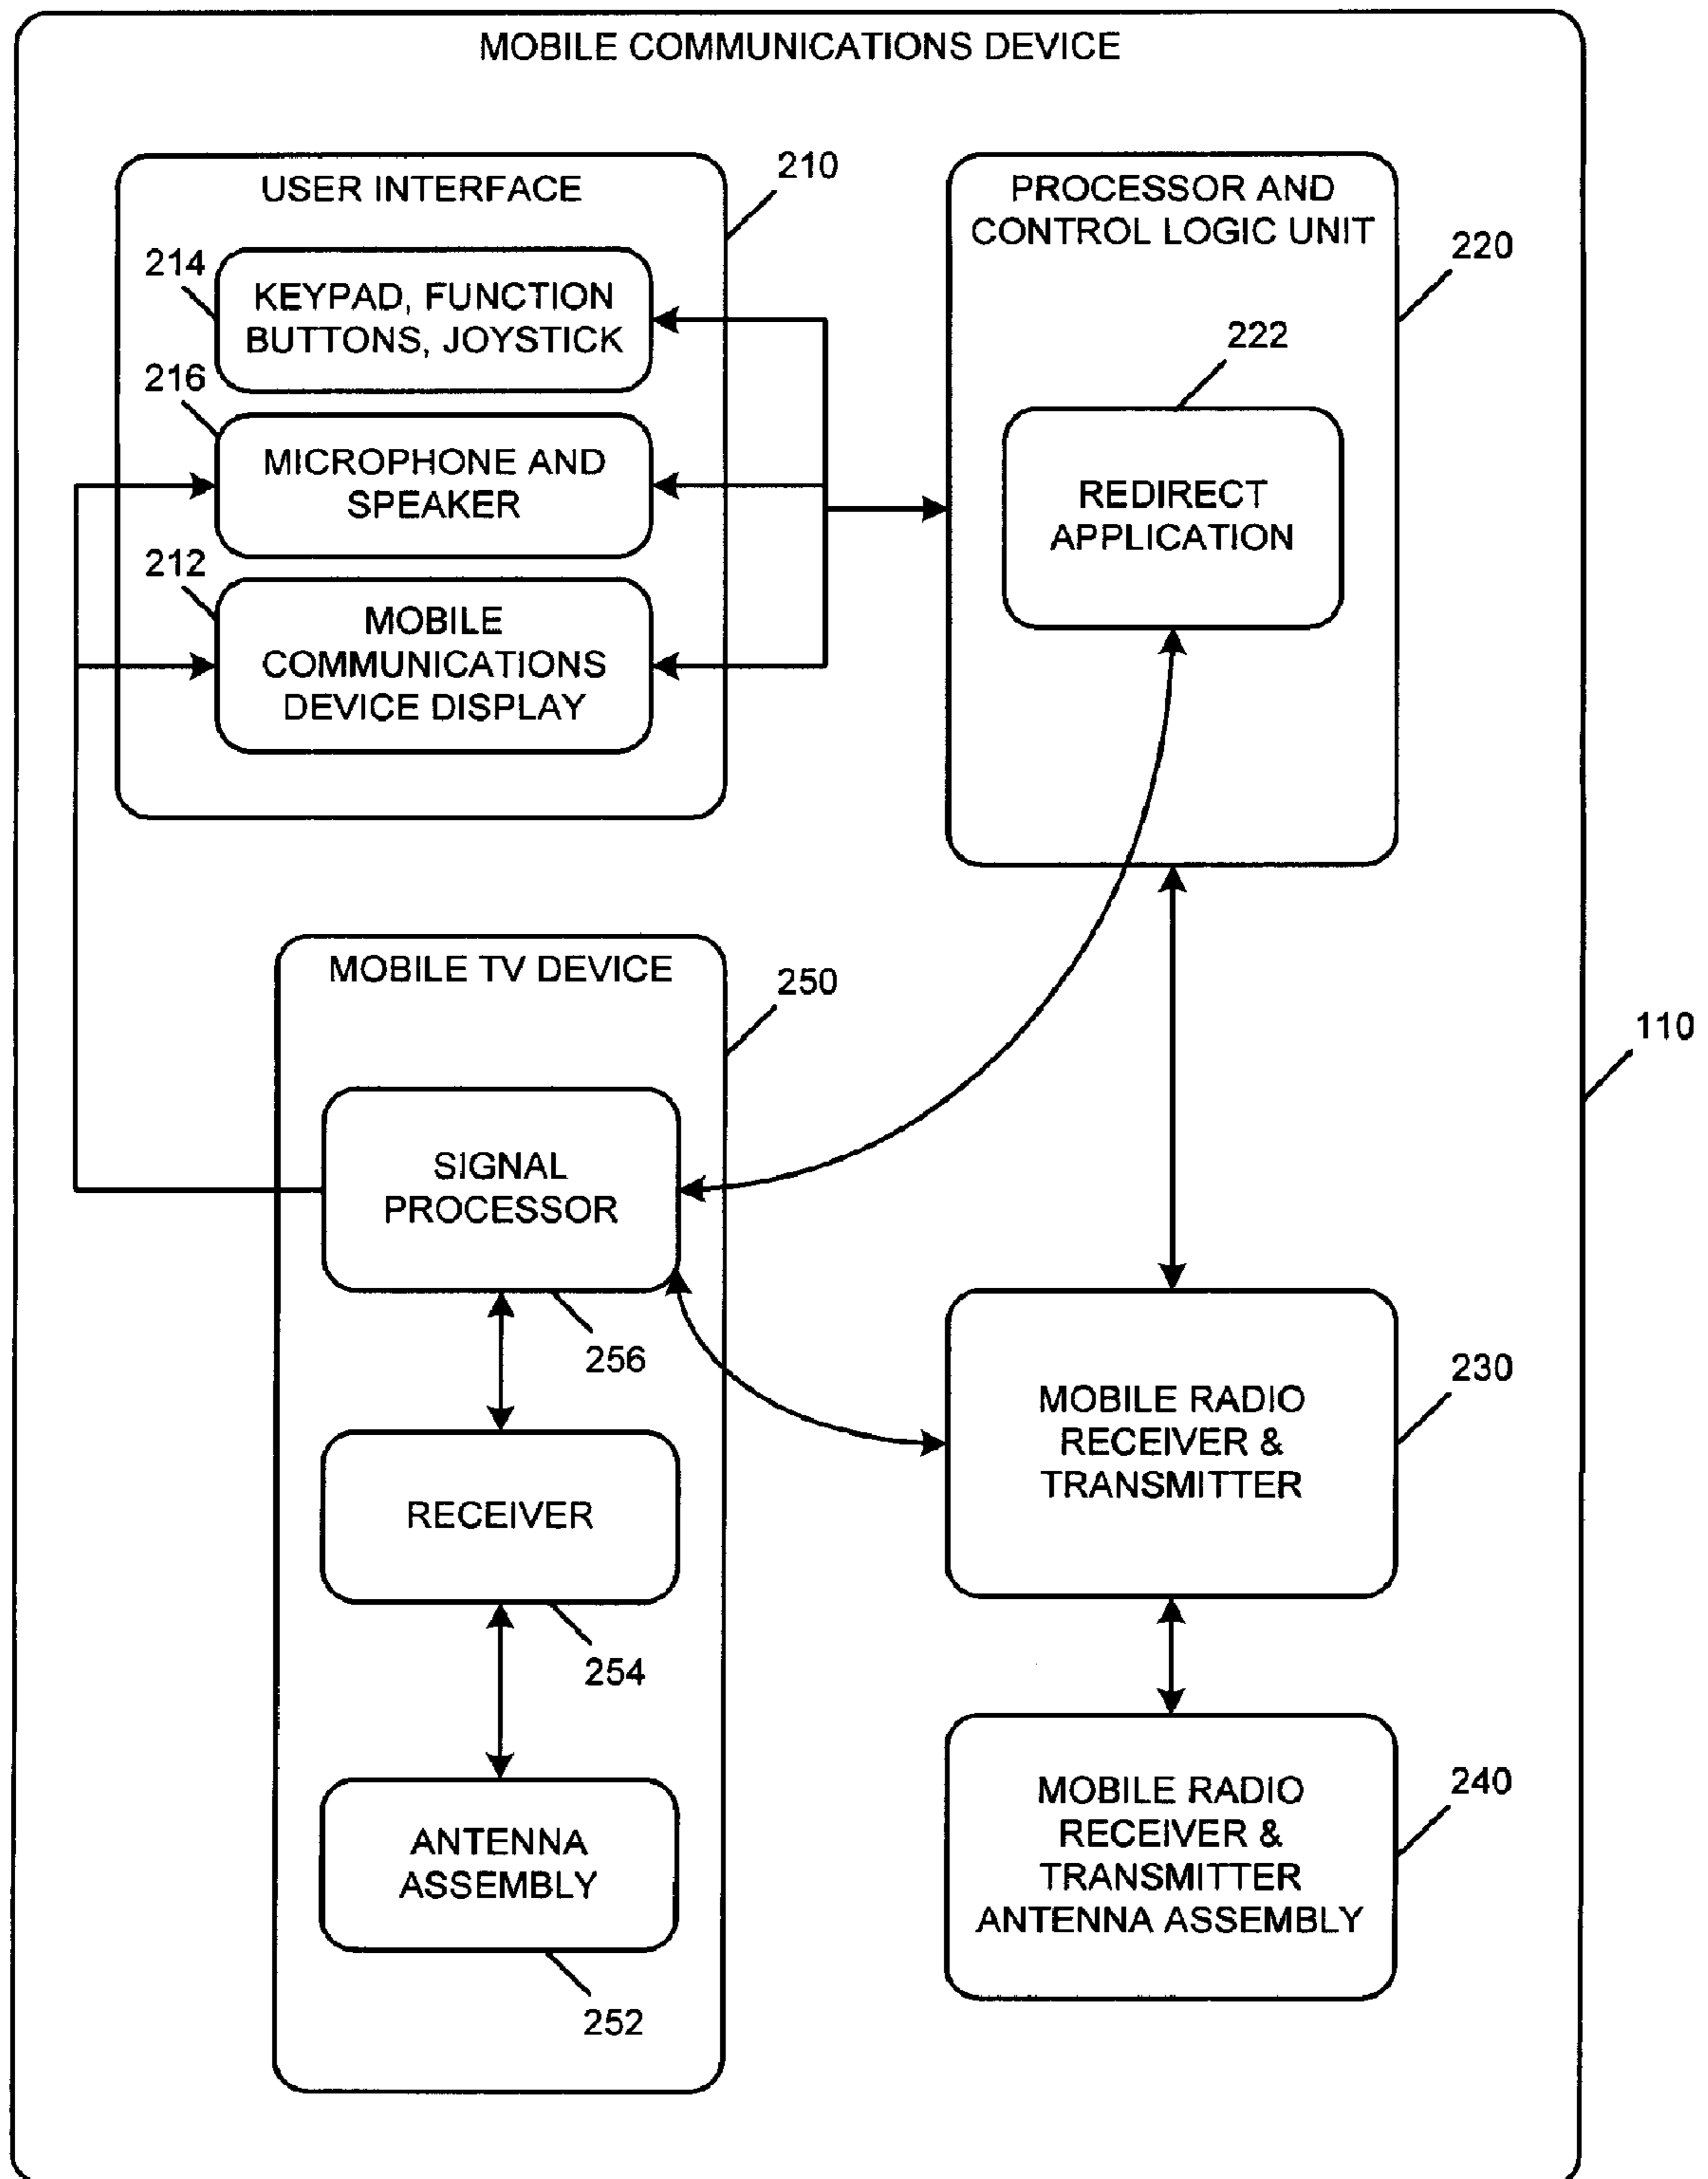 MOBILE COMMUNICATIONS DEVICE
USER INTERFACE
210
214
KEYPAD, FUNCTION
BUTTONS, JOYSTICK
216
MICROPHONE AND
SPEAKER
212
MOBILE
COMMUNICATIONS
DEVICE DISPLAY
PROCESSOR AND
CONTROL LOGIC UNIT
220
222
REDIRECT
APPLICATION
MOBILE TV DEVICE
250
110
SIGNAL
PROCESSOR
256
RECEIVER
254
ANTENNA
ASSEMBLY
252
MOBILE RADIO
RECEIVER &
TRANSMITTER
230
MOBILE RADIO
RECEIVER &
TRANSMITTER
ANTENNA ASSEMBLY
240